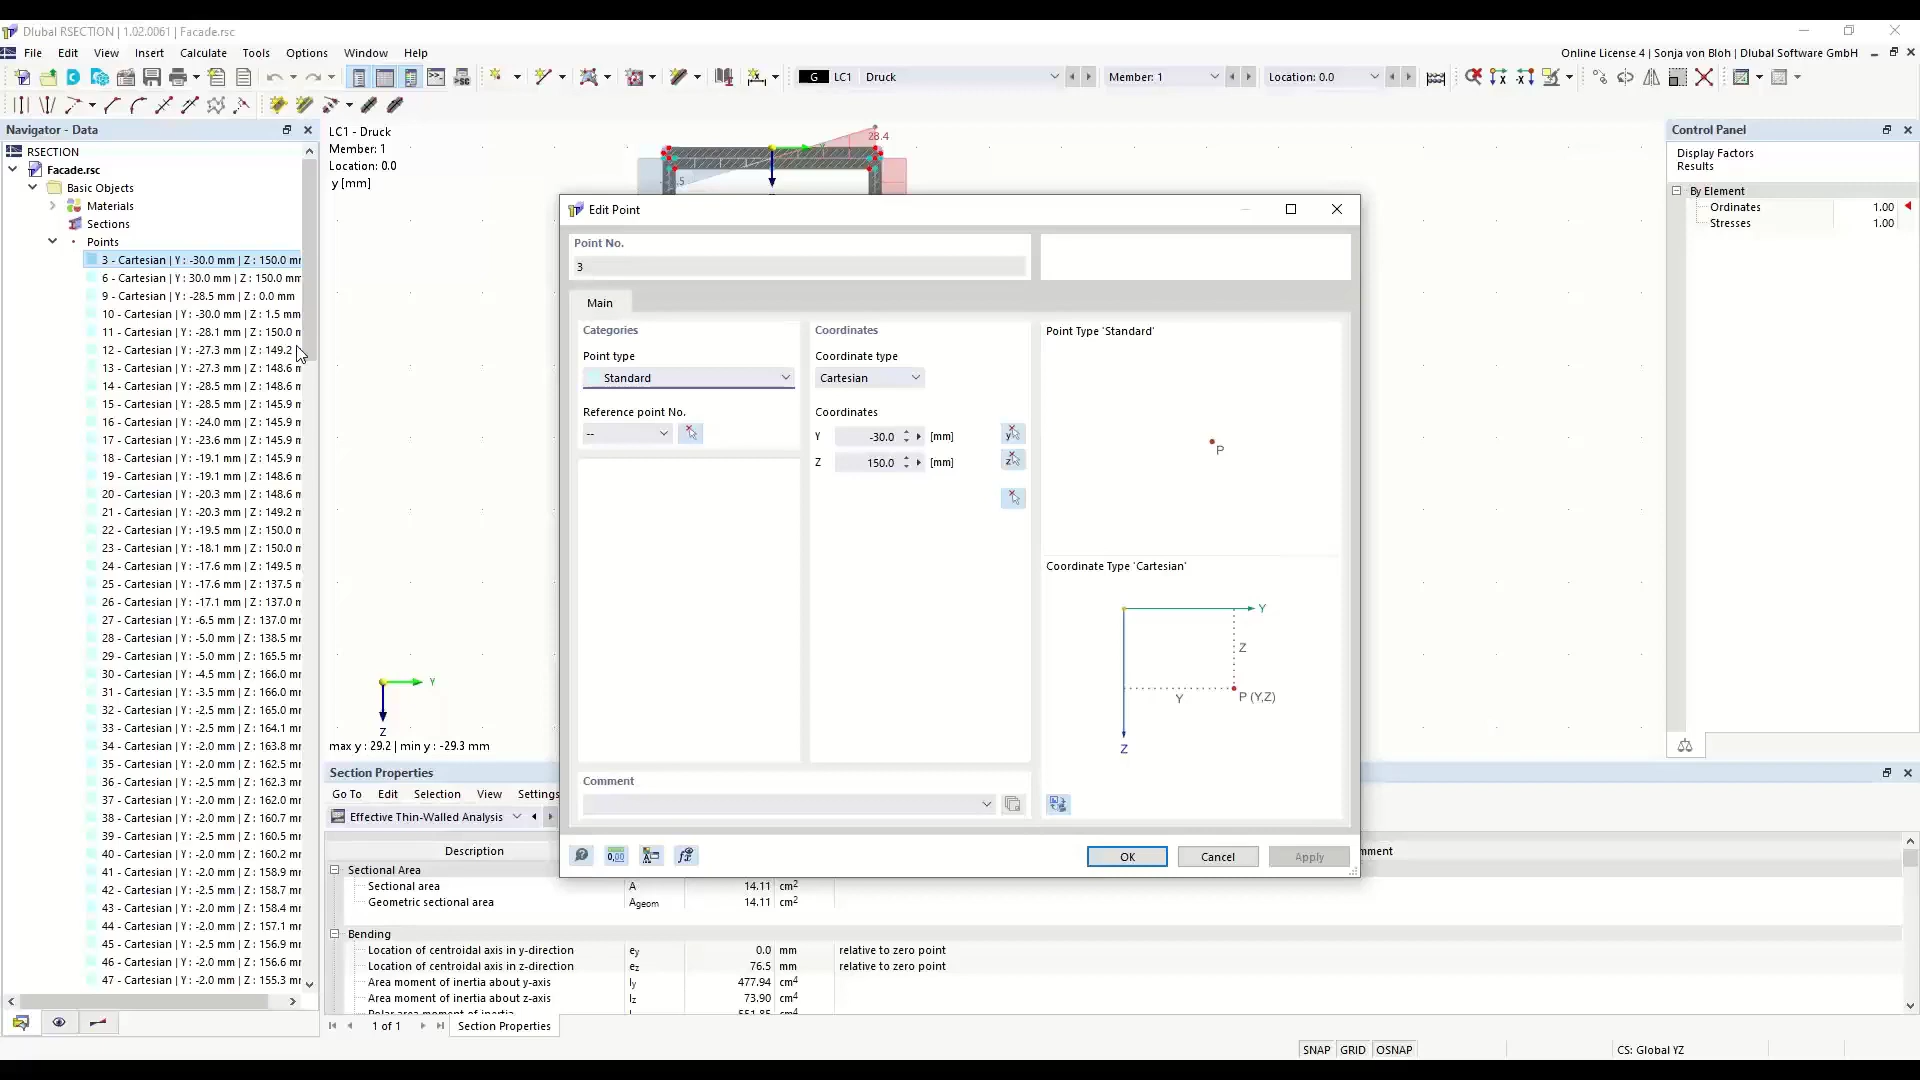 Dlubal RSECTION | 1.02.0061 | Facade.rsc
File Edit View Insert Calculate Tools Options Window Help
Online License 4 | Sonja von Bloh | Dlubal Software GmbH
G LC1 Druck Member: 1 Location: 0.0
Navigator - Data
RSECTION
Facade.rsc
Basic Objects
Materials
Sections
Points
3 - Cartesian | Y : -30.0 mm | Z : 150.0 mm
6 - Cartesian | Y : 30.0 mm | Z : 150.0 mm
9 - Cartesian | Y : -28.5 mm | Z : 0.0 mm
10 - Cartesian | Y : -30.0 mm | Z : 1.5 mm
11 - Cartesian | Y : -28.1 mm | Z : 150.0 m
12 - Cartesian | Y : -27.3 mm | Z : 149.2
13 - Cartesian | Y : -27.3 mm | Z : 148.6 m
14 - Cartesian | Y : -28.5 mm | Z : 148.6 m
15 - Cartesian | Y : -28.5 mm | Z : 145.9 m
16 - Cartesian | Y : -24.0 mm | Z : 145.9 m
17 - Cartesian | Y : -23.6 mm | Z : 145.9 m
18 - Cartesian | Y : -19.1 mm | Z : 145.9 m
19 - Cartesian | Y : -19.1 mm | Z : 148.6 m
20 - Cartesian | Y : -20.3 mm | Z : 148.6 m
21 - Cartesian | Y : -20.3 mm | Z : 149.2 m
22 - Cartesian | Y : -19.5 mm | Z : 150.0 m
23 - Cartesian | Y : -18.1 mm | Z : 150.0 m
24 - Cartesian | Y : -17.6 mm | Z : 149.5 m
25 - Cartesian | Y : -17.6 mm | Z : 137.5 m
26 - Cartesian | Y : -17.1 mm | Z : 137.0 m
27 - Cartesian | Y : -6.5 mm | Z : 137.0 mr
28 - Cartesian | Y : -5.0 mm | Z : 138.5 mr
29 - Cartesian | Y : -5.0 mm | Z : 165.5 mr
30 - Cartesian | Y : -4.5 mm | Z : 166.0 mr
31 - Cartesian | Y : -3.5 mm | Z : 166.0 mr
32 - Cartesian | Y : -2.5 mm | Z : 165.0 mr
33 - Cartesian | Y : -2.5 mm | Z : 164.1 mr
34 - Cartesian | Y : -2.0 mm | Z : 163.8 mr
35 - Cartesian | Y : -2.0 mm | Z : 162.5 mr
36 - Cartesian | Y : -2.5 mm | Z : 162.3 mr
37 - Cartesian | Y : -2.0 mm | Z : 162.0 mr
38 - Cartesian | Y : -2.0 mm | Z : 160.7 mr
39 - Cartesian | Y : -2.5 mm | Z : 160.5 mr
40 - Cartesian | Y : -2.0 mm | Z : 160.2 mr
41 - Cartesian | Y : -2.0 mm | Z : 158.9 mr
42 - Cartesian | Y : -2.5 mm | Z : 158.7 mr
43 - Cartesian | Y : -2.0 mm | Z : 158.4 mr
44 - Cartesian | Y : -2.0 mm | Z : 157.1 mr
45 - Cartesian | Y : -2.5 mm | Z : 156.9 mr
46 - Cartesian | Y : -2.0 mm | Z : 156.6 mr
47 - Cartesian | Y : -2.0 mm | Z : 155.3 mr
LC1 - Druck
Member: 1
Location: 0.0
y [mm]
28.4
Y
Z
max y : 29.2 | min y : -29.3 mm
Edit Point
Point No.
3
Main
Categories
Point type
Standard
Reference point No.
--
Coordinates
Coordinate type
Cartesian
Coordinates
Y -30.0 [mm]
Z 150.0 [mm]
Point Type 'Standard'
P
Coordinate Type 'Cartesian'
Y
Z
Y
P (Y,Z)
Z
Comment
OK Cancel Apply
Control Panel
Display Factors
Results
By Element
Ordinates 1.00
Stresses 1.00
Section Properties
Go To Edit Selection View Settings
Effective Thin-Walled Analysis
Description
mment
Sectional Area
Sectional area A 14.11 cm2
Geometric sectional area Ageom 14.11 cm2
Bending
Location of centroidal axis in y-direction ey 0.0 mm relative to zero point
Location of centroidal axis in z-direction ez 76.5 mm relative to zero point
Area moment of inertia about y-axis Iy 477.94 cm4
Area moment of inertia about z-axis Iz 73.90 cm4
1 of 1 Section Properties
SNAP GRID OSNAP CS: Global YZ